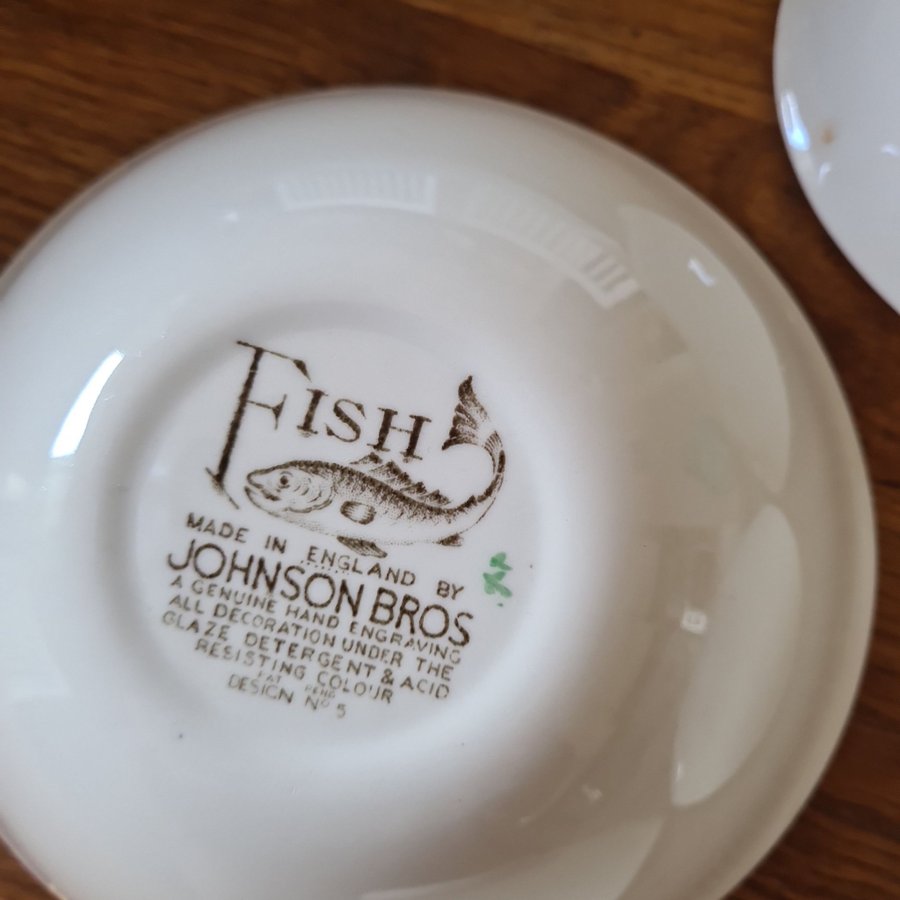 FISH
MADE IN ENGLAND BY
JOHNSON BROS
A GENUINE HAND ENGRAVING
ALL DECORATION UNDER THE
GLAZE DETERGENT & ACID
RESISTING COLOUR
PAT PEND
DESIGN Nº 5